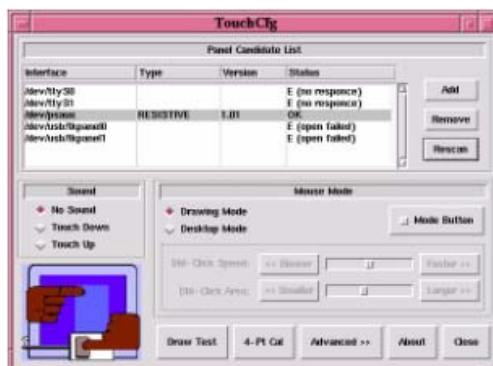 TouchCfg
Panel Candidate List
Interface Type Version Status
/dev/ttyS0 E (no responce)
/dev/ttyS1 E (no responce)
/dev/psaux RESISTIVE 1.01 OK
/dev/usb/tkpanel0 E (open failed)
/dev/usb/tkpanel1 E (open failed)
Add
Remove
Rescan
Sound
No Sound
Touch Down
Touch Up
Mouse Mode
Drawing Mode
Desktop Mode
Mode Button
Dbl-Click Speed: << Slower Faster >>
Dbl-Click Area: << Smaller Larger >>
Draw Test 4-Pt Cal Advanced >> About Close